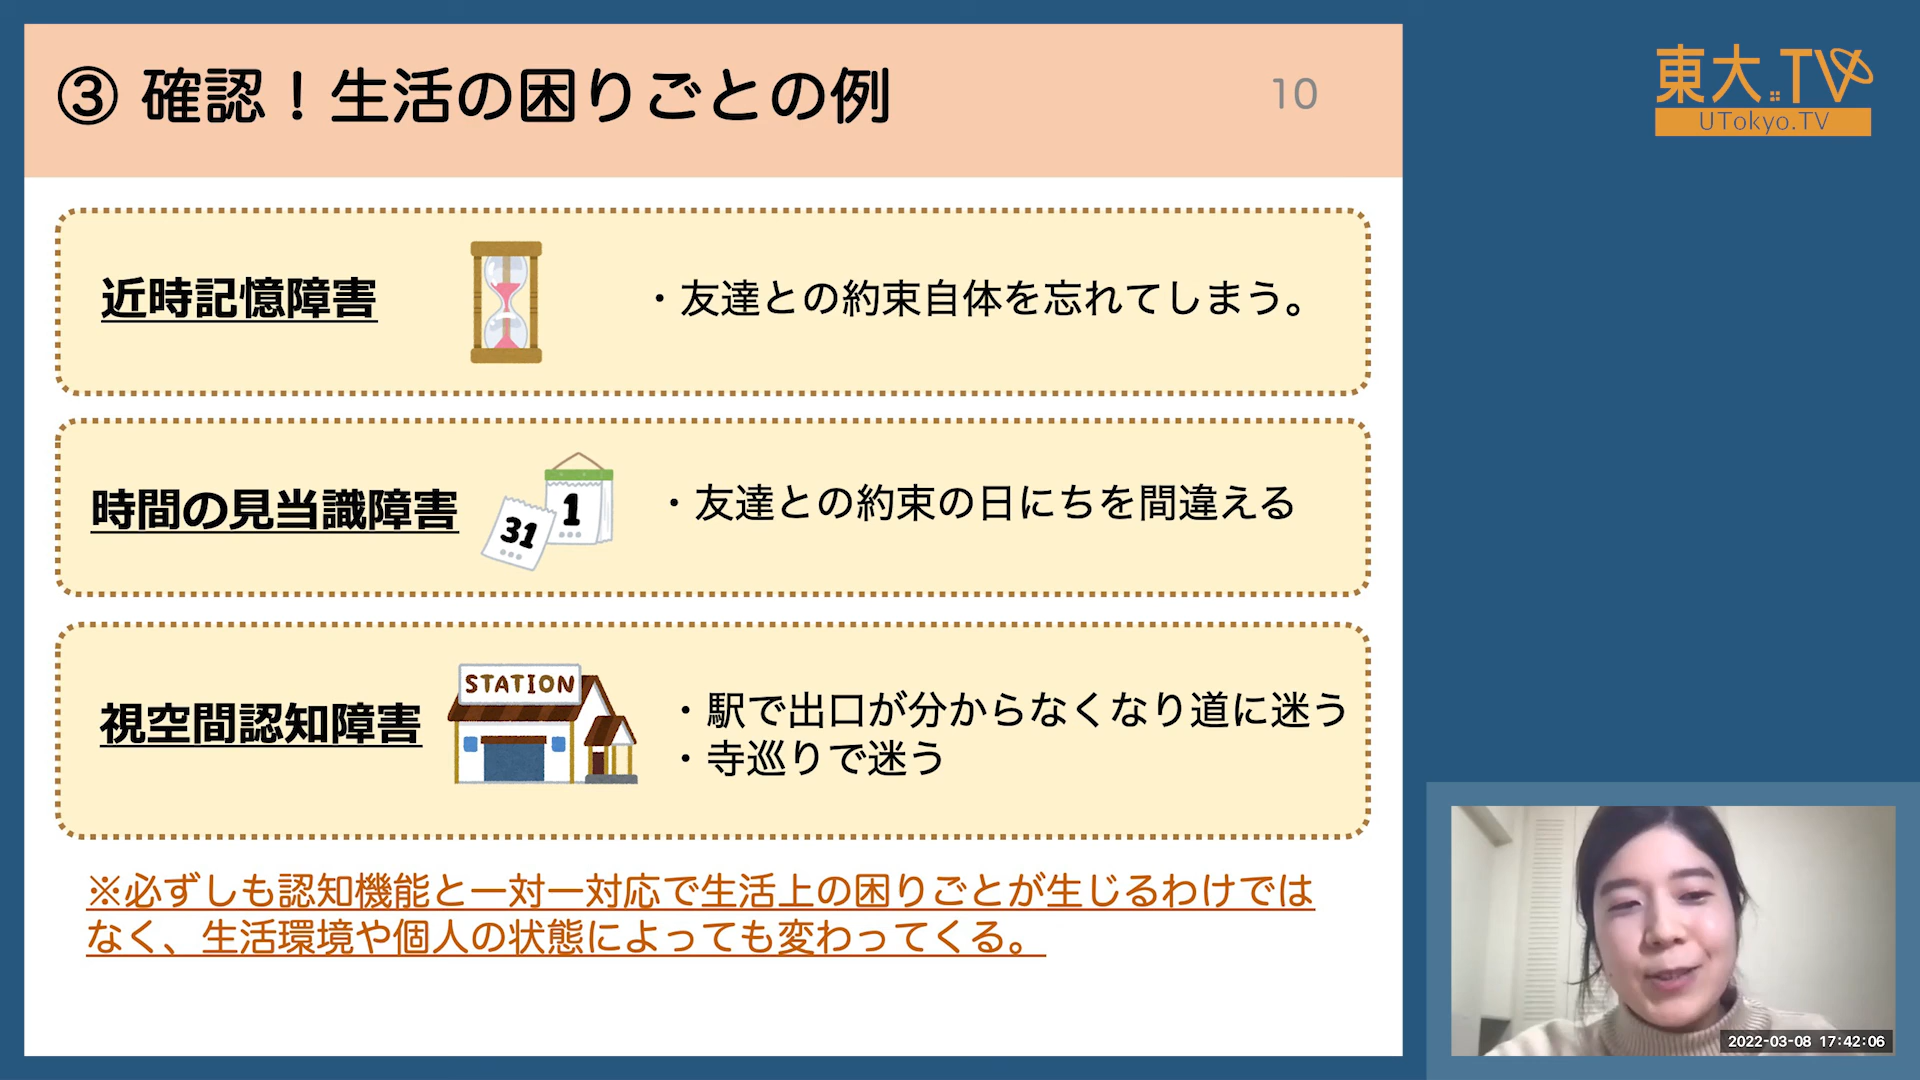 ③ 確認！生活の困りごとの例
10
東大TV
UTokyo.TV
近時記憶障害
・友達との約束自体を忘れてしまう。
時間の見当識障害
31
1
・友達との約束の日にちを間違える
視空間認知障害
STATION
・駅で出口が分からなくなり道に迷う
・寺巡りで迷う
※必ずしも認知機能と一対一対応で生活上の困りごとが生じるわけでは
なく、生活環境や個人の状態によっても変わってくる。
2022-03-08 17:42:06